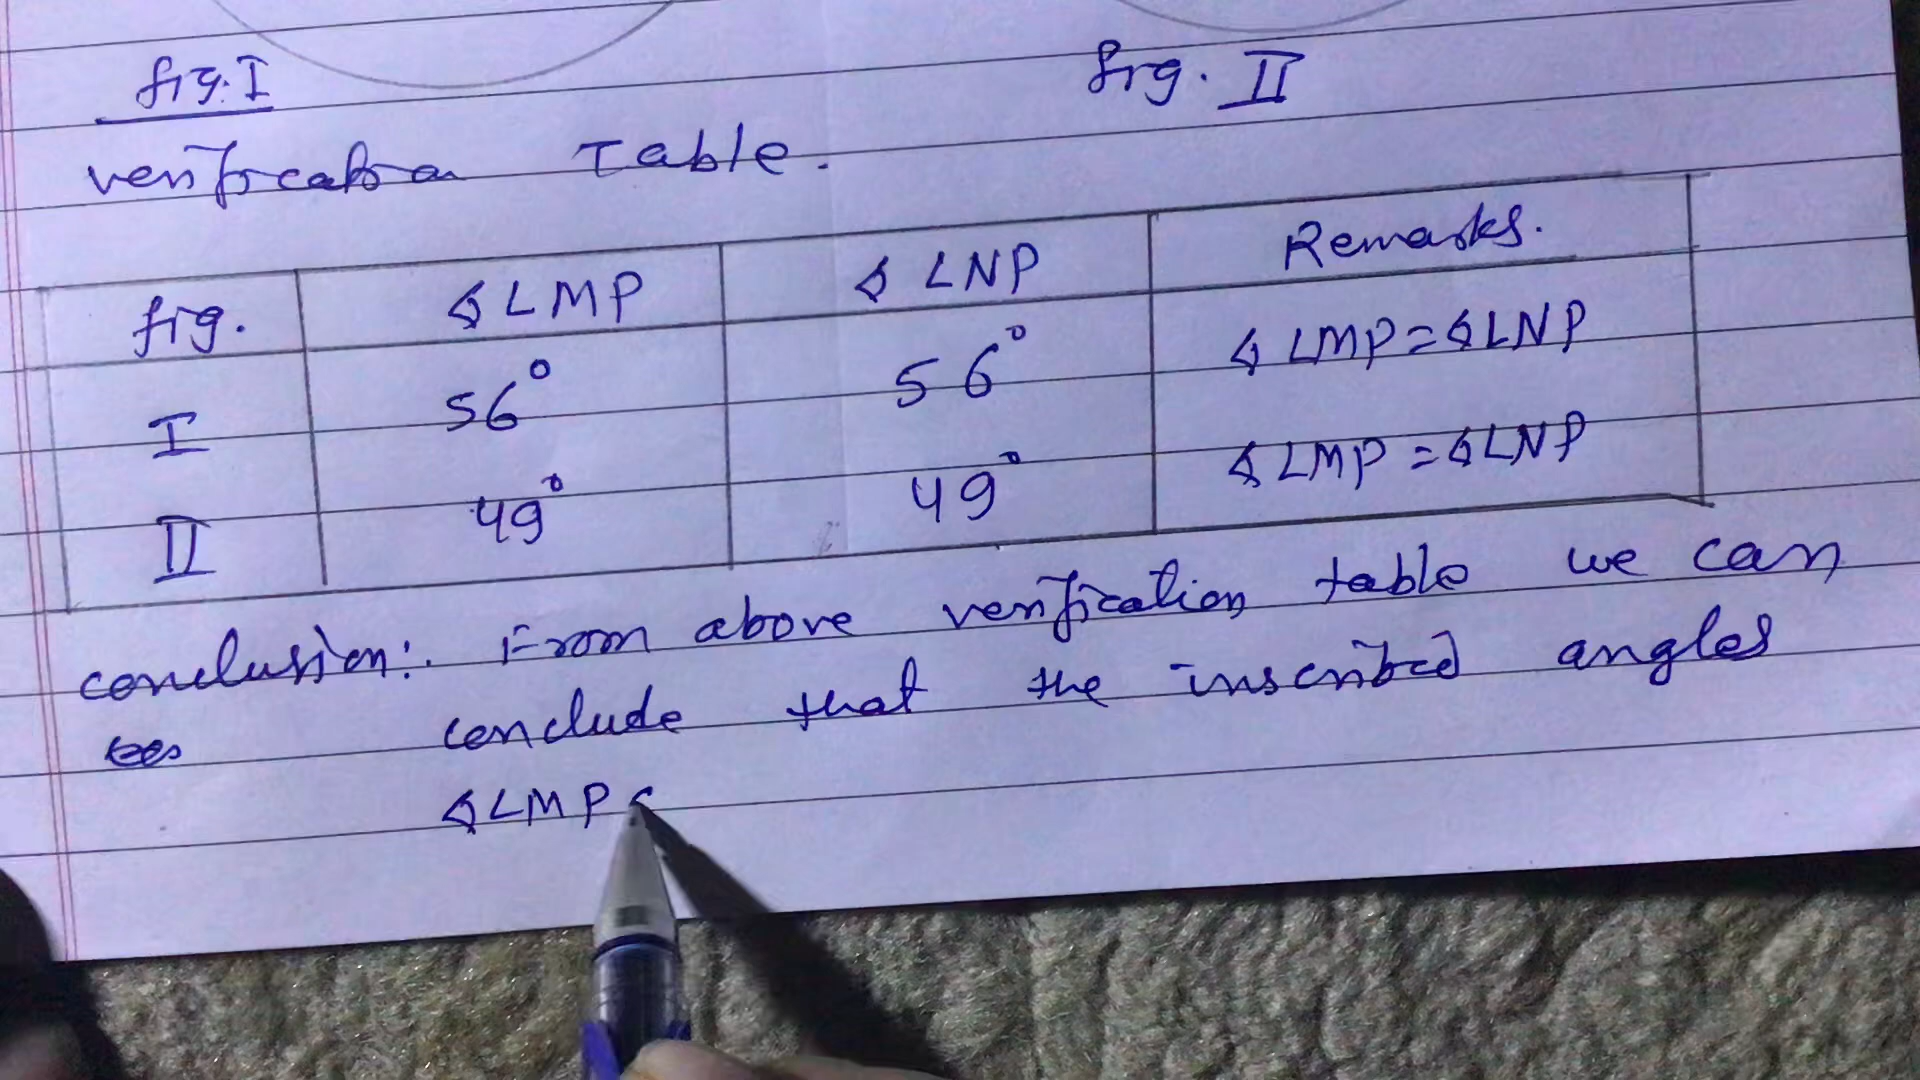 fig. I
fig. II
verification Table.
fig. ∡LMP ∡LNP Remarks.
I 56° 56° ∡LMP=∡LNP
II 49° 49° ∡LMP=∡LNP
conclusion:. From above verification table we can
conclude that the inscribed angles
∡LMP